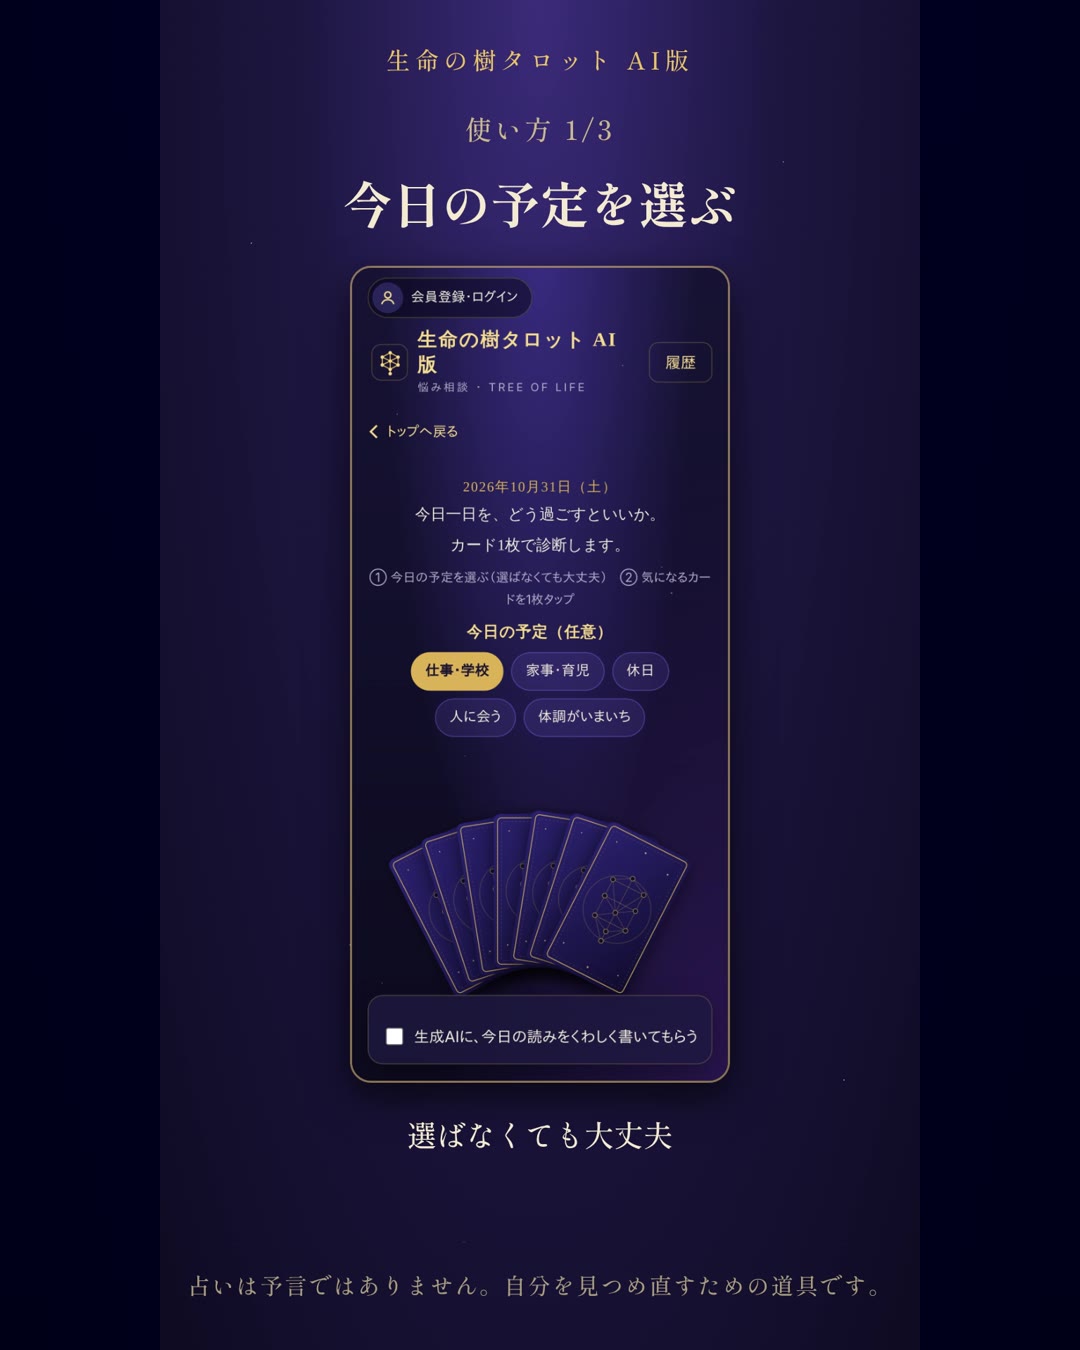 生命の樹タロット AI版
使い方 1/3
今日の予定を選ぶ
会員登録・ログイン
生命の樹タロット AI
版
悩み相談 ・ TREE OF LIFE
履歴
トップへ戻る
2026年10月31日（土）
今日一日を、どう過ごすといいか。
カード1枚で診断します。
① 今日の予定を選ぶ（選ばなくても大丈夫） ② 気になるカー
ドを1枚タップ
今日の予定（任意）
仕事・学校 家事・育児 休日
人に会う 体調がいまいち
生成AIに、今日の読みをくわしく書いてもらう
選ばなくても大丈夫
占いは予言ではありません。自分を見つめ直すための道具です。